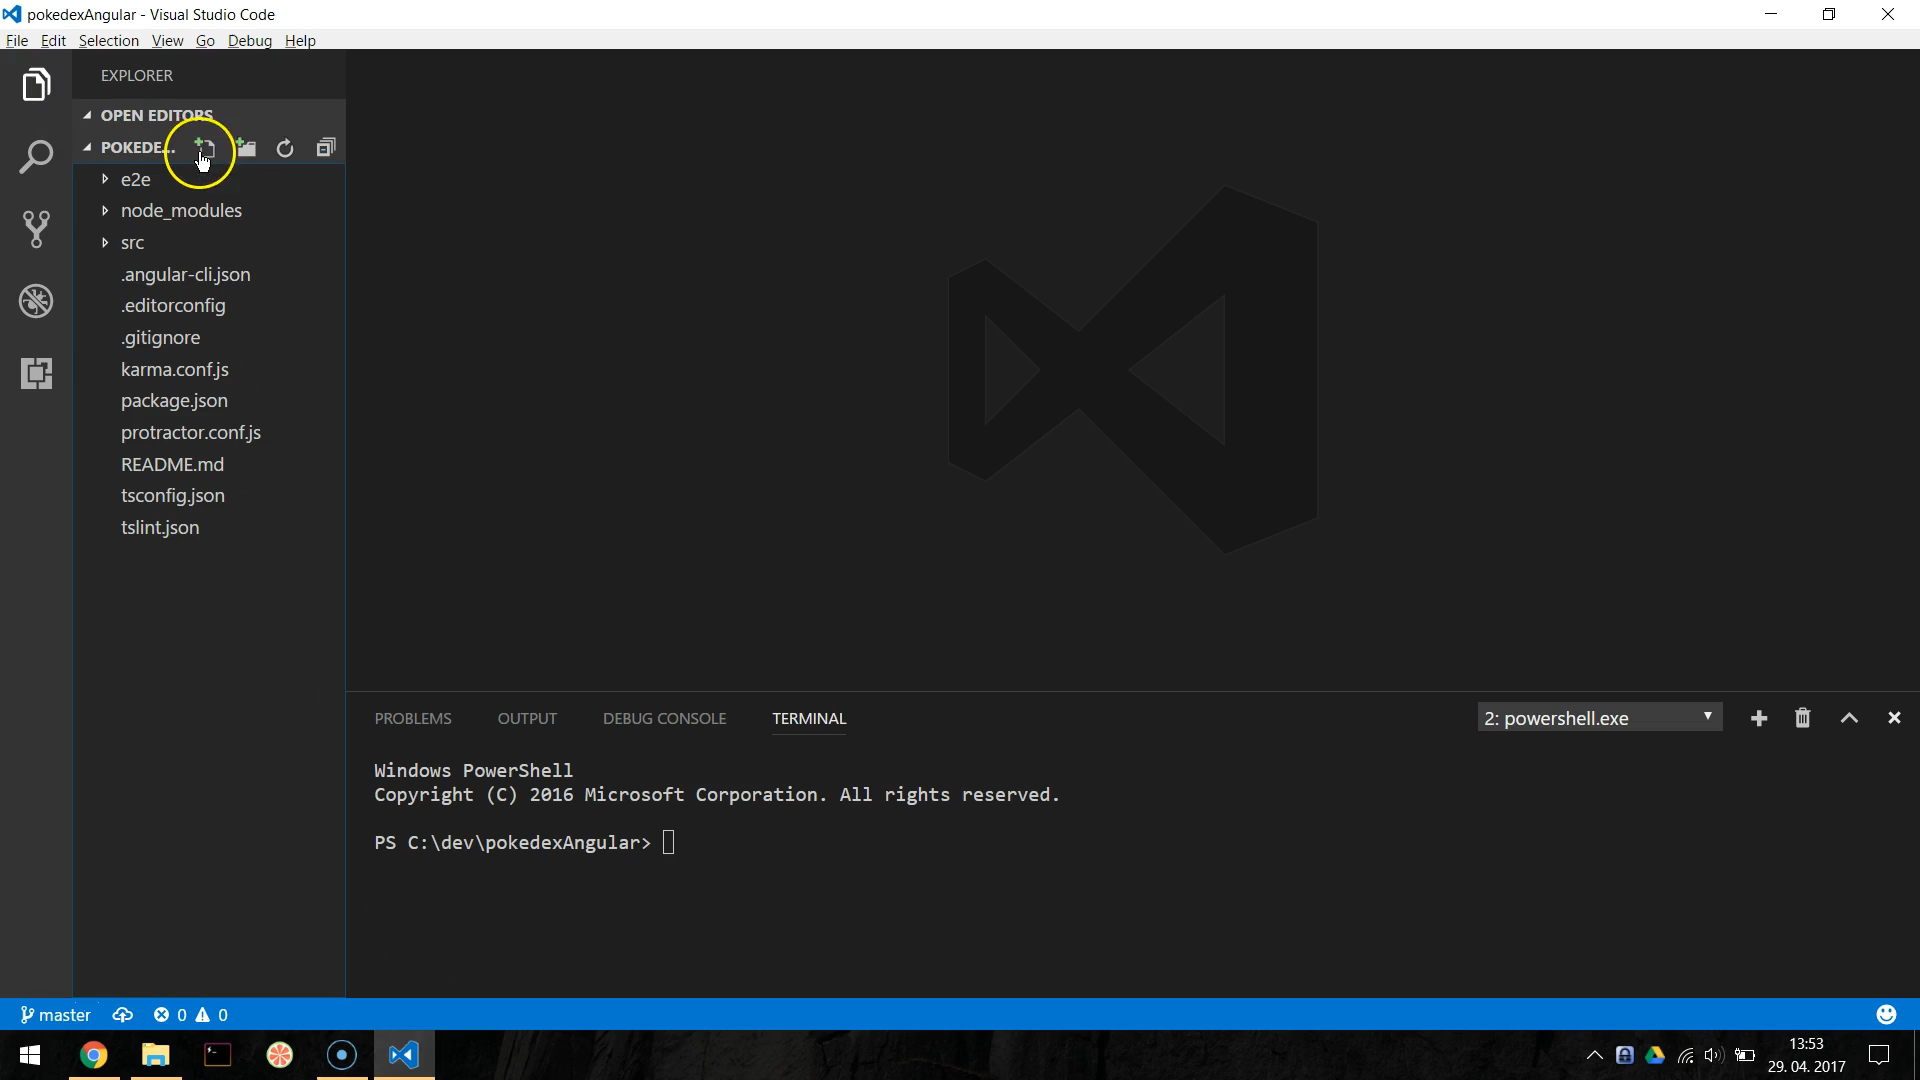 pokedexAngular - Visual Studio Code
File Edit Selection View Go Debug Help
EXPLORER
OPEN EDITORS
POKEDE...
e2e
node_modules
src
.angular-cli.json
.editorconfig
.gitignore
karma.conf.js
package.json
protractor.conf.js
README.md
tsconfig.json
tslint.json
PROBLEMS OUTPUT DEBUG CONSOLE TERMINAL 2: powershell.exe
Windows PowerShell
Copyright (C) 2016 Microsoft Corporation. All rights reserved.
PS C:\dev\pokedexAngular>
master 0 0
13:53
29. 04. 2017